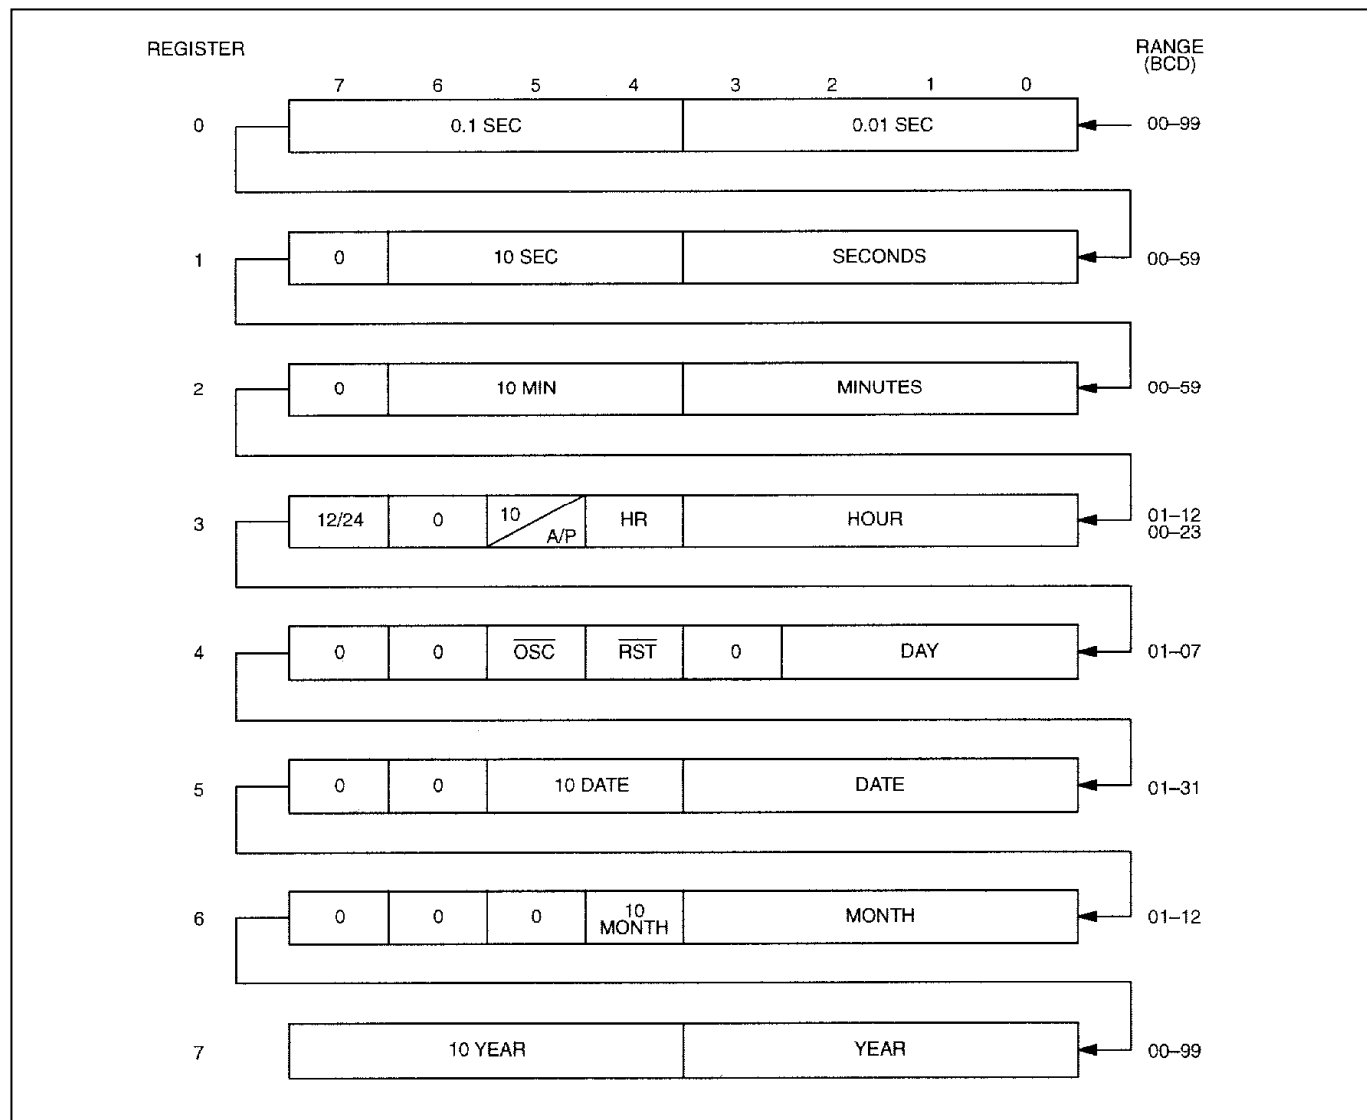 REGISTER
RANGE
(BCD)
7 6 5 4 3 2 1 0
0 0.1 SEC 0.01 SEC 00–99
1 0 10 SEC SECONDS 00–59
2 0 10 MIN MINUTES 00–59
3 12/24 0 10 A/P HR HOUR 01–12
00–23
4 0 0 OSC RST 0 DAY 01–07
5 0 0 10 DATE DATE 01–31
6 0 0 0 10 MONTH MONTH 01–12
7 10 YEAR YEAR 00–99